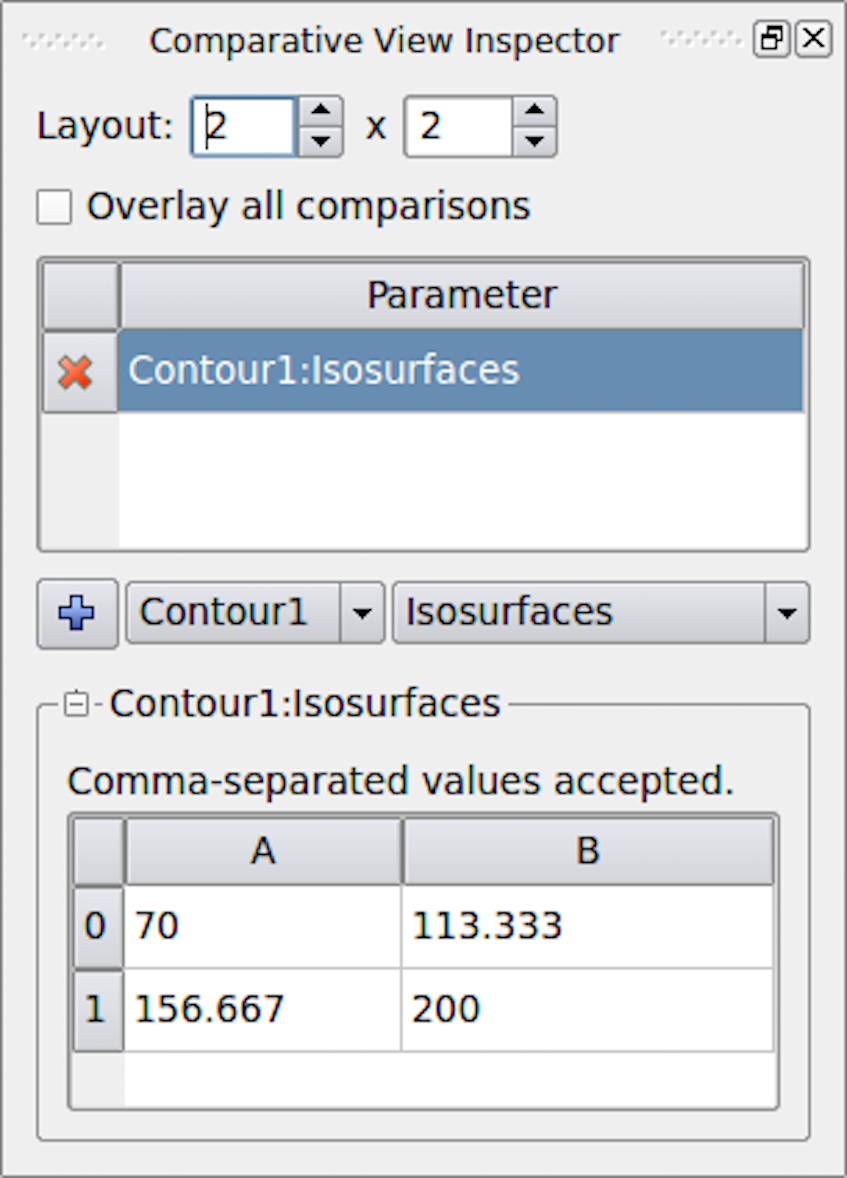 Comparative View Inspector
Layout: 2 x 2
Overlay all comparisons
Parameter
Contour1:Isosurfaces
Contour1 Isosurfaces
Contour1:Isosurfaces
Comma-separated values accepted.
A B
0 70 113.333
1 156.667 200